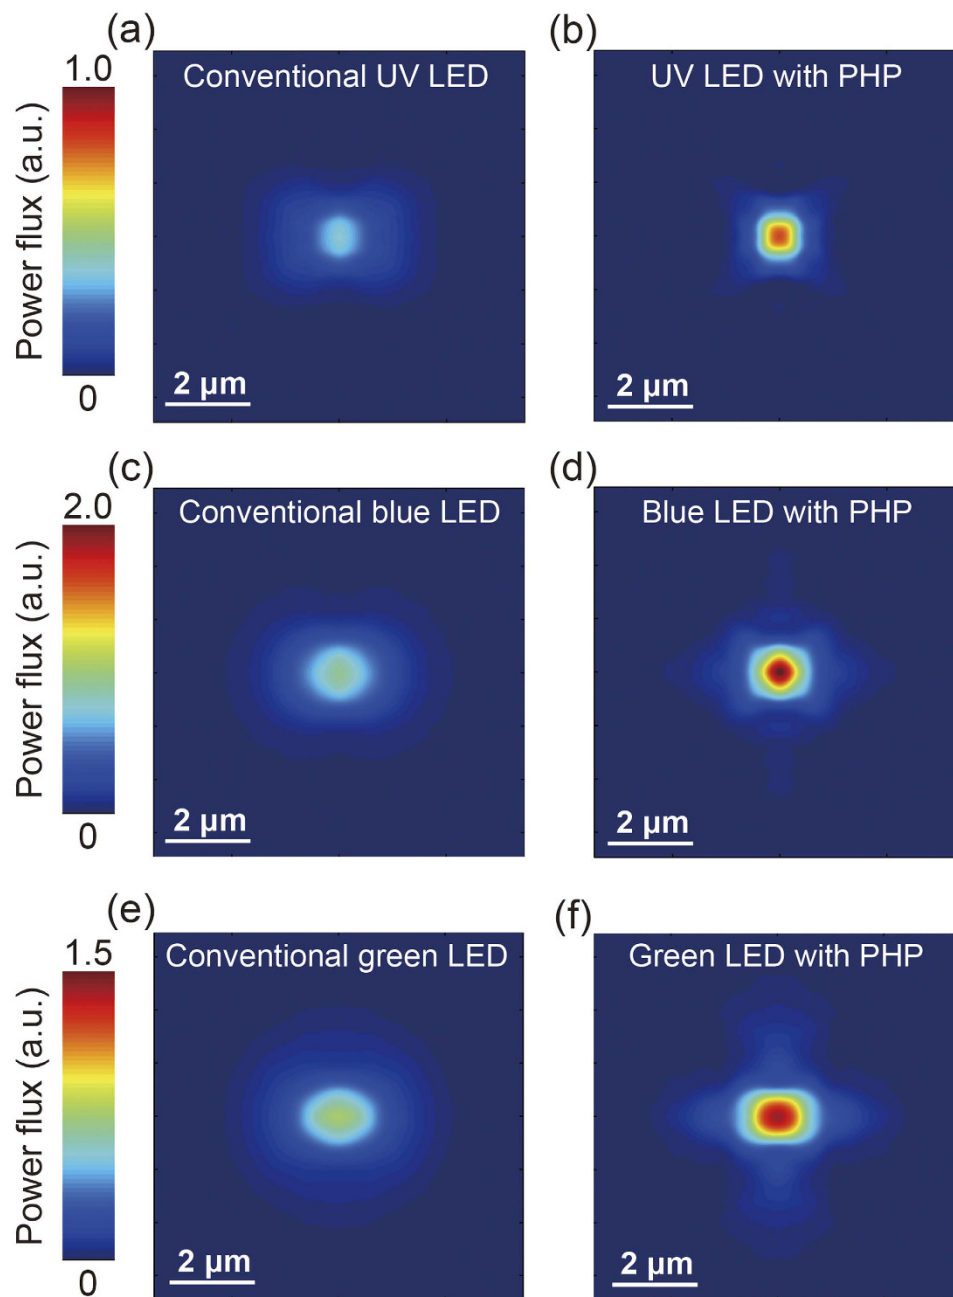 (a)
(b)
1.0
Power flux (a.u.)
0
Conventional UV LED
2 μm
UV LED with PHP
2 μm
(c)
(d)
2.0
Power flux (a.u.)
0
Conventional blue LED
2 μm
Blue LED with PHP
2 μm
(e)
(f)
1.5
Power flux (a.u.)
0
Conventional green LED
2 μm
Green LED with PHP
2 μm